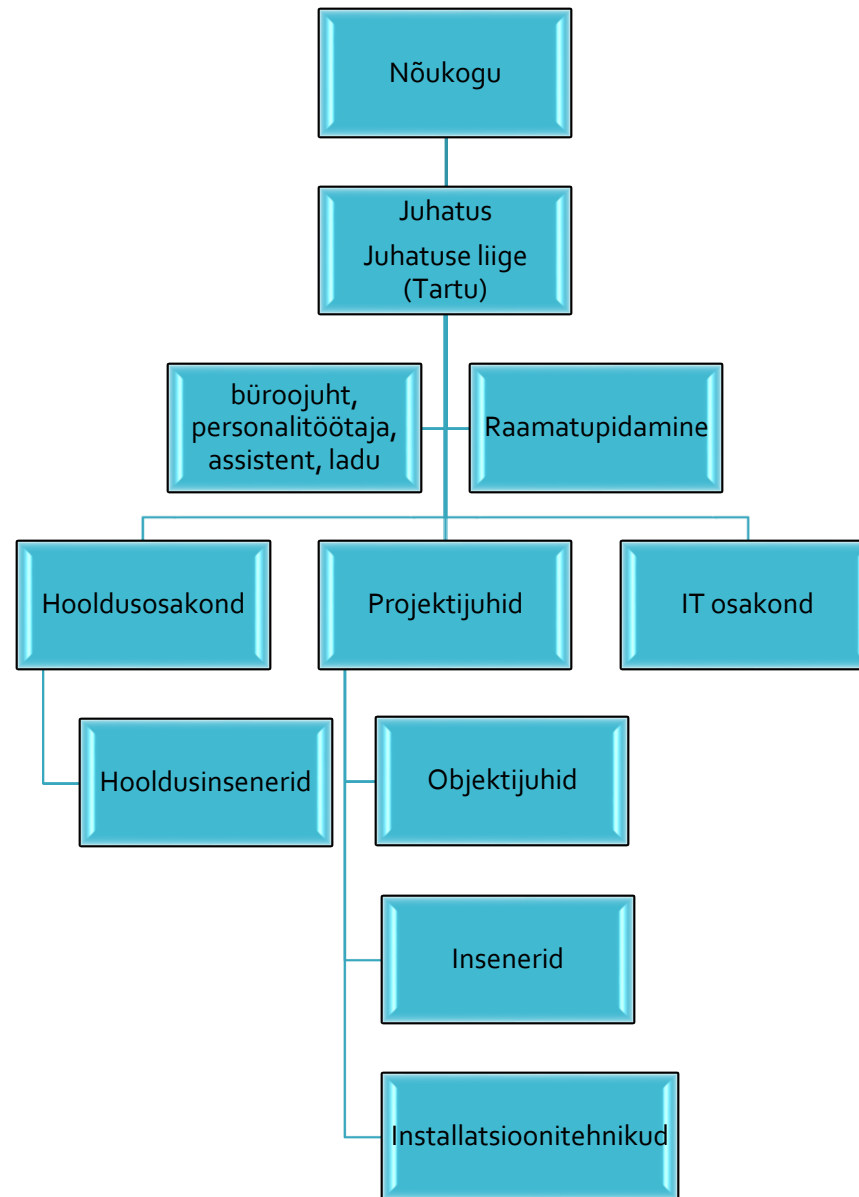 Nõukogu
Juhatus
Juhatuse liige
(Tartu)
büroojuht,
personalitöötaja,
assistent, ladu
Raamatupidamine
Hooldusosakond
Projektijuhid
IT osakond
Hooldusinsenerid
Objektijuhid
Insenerid
Installatsioonitehnikud